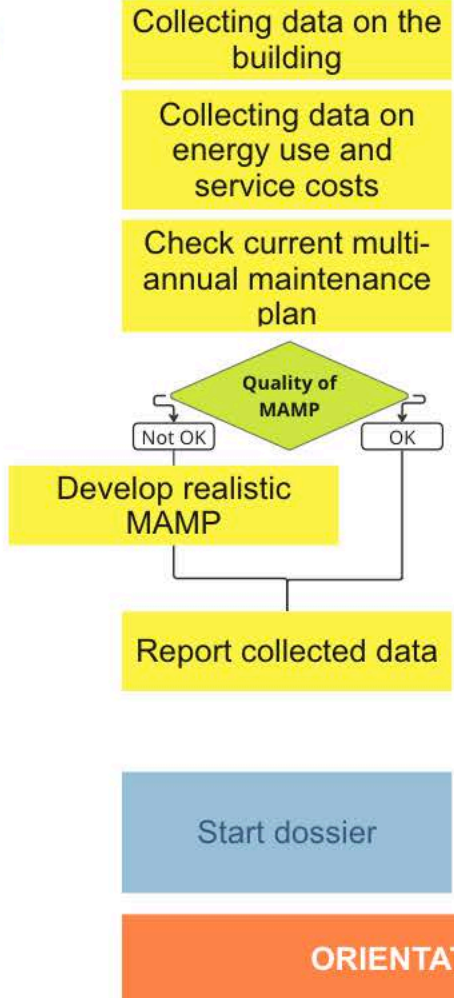 Collecting data on the
building
Collecting data on
energy use and
service costs
Check current multi-
annual maintenance
plan
Quality of
MAMP
Not OK
OK
Develop realistic
MAMP
Report collected data
Start dossier
ORIENTAT